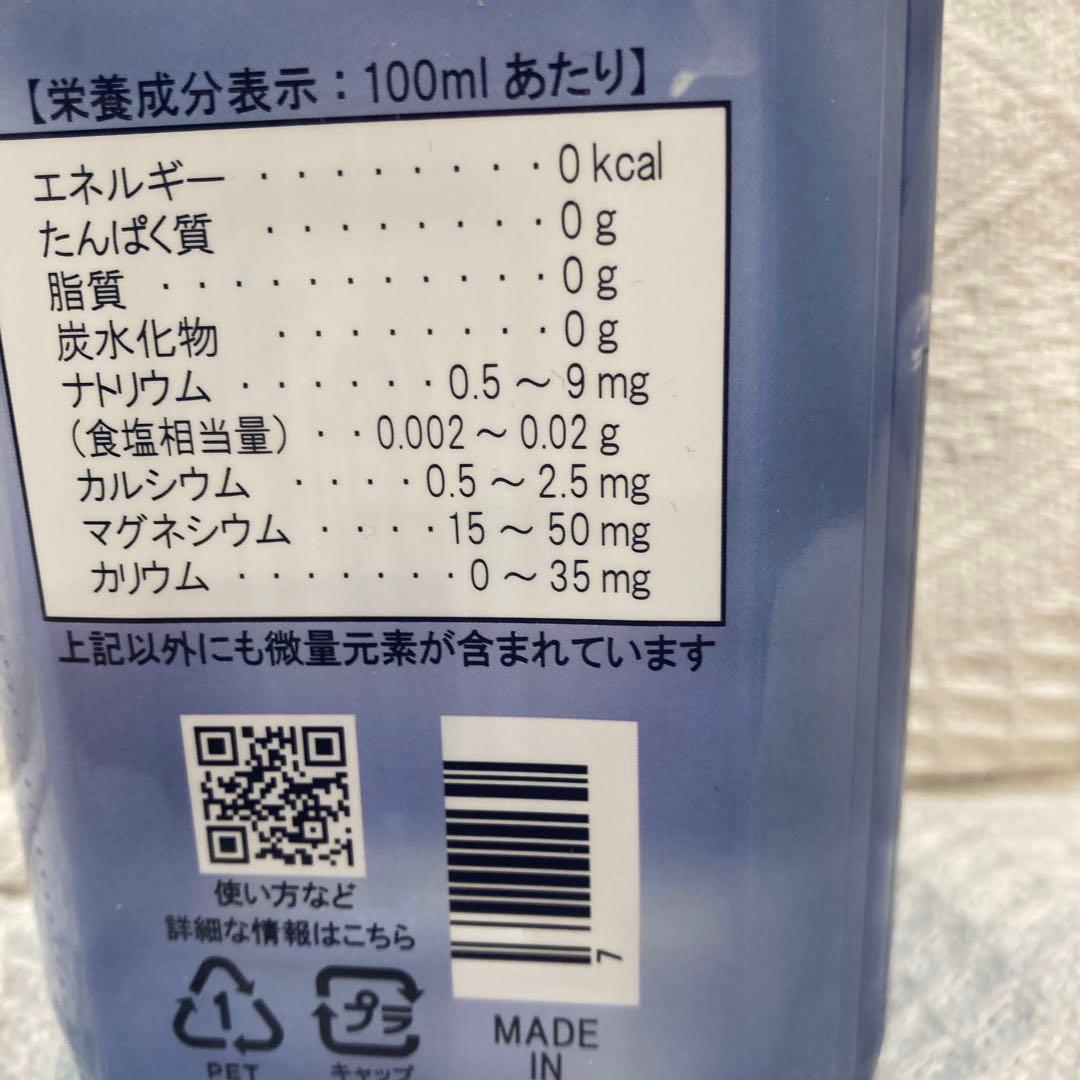 【栄養成分表示：100ml あたり】
エネルギー ········· 0 kcal
たんぱく質 ········· 0 g
脂質 ············ 0 g
炭水化物 ········· 0 g
ナトリウム ······· 0.5 ～ 9 mg
（食塩相当量）·· 0.002 ～ 0.02 g
カルシウム ···· 0.5 ～ 2.5 mg
マグネシウム ···· 15 ～ 50 mg
カリウム ······· 0 ～ 35 mg
上記以外にも微量元素が含まれています
使い方など
詳細な情報はこちら
7
1
プラ
PET
キャップ
MADE
IN